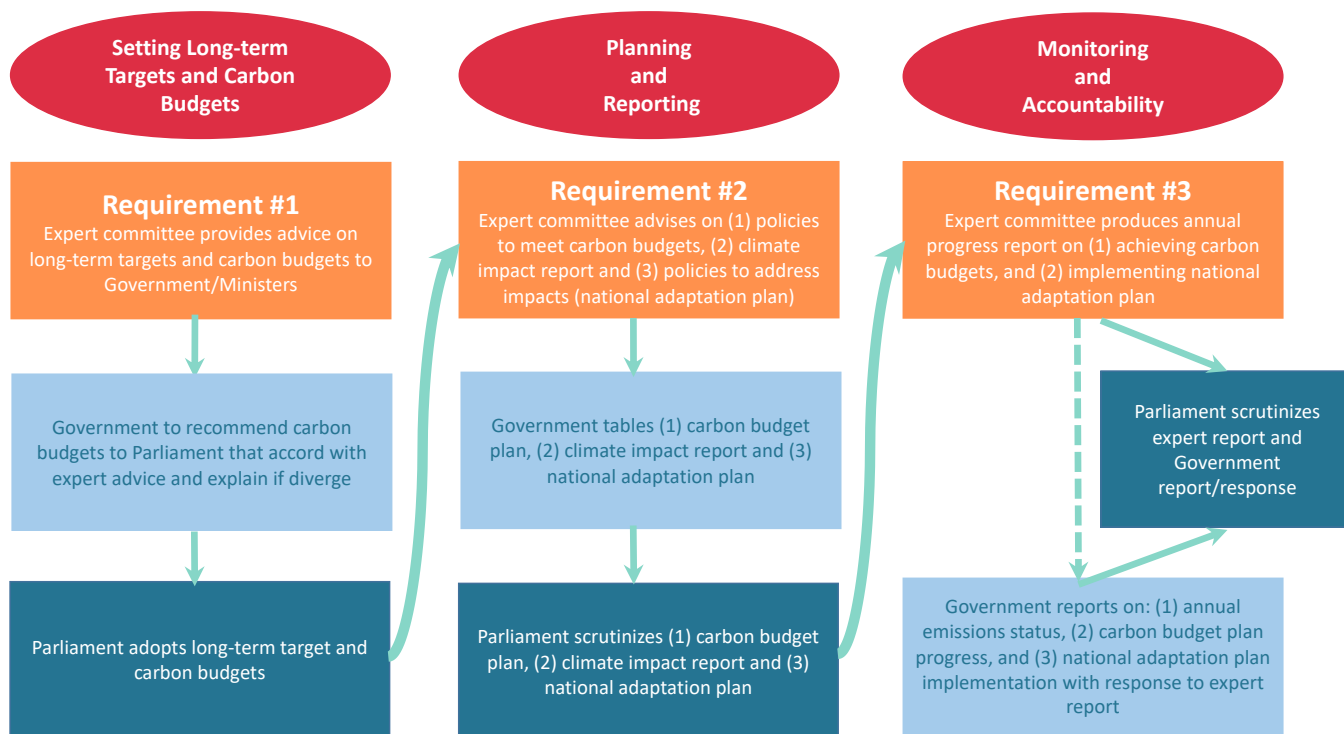 Setting Long-term
Targets and Carbon
Budgets
Requirement #1
Expert committee provides advice on
long-term targets and carbon budgets to
Government/Ministers
Government to recommend carbon
budgets to Parliament that accord with
expert advice and explain if diverge
Parliament adopts long-term target and
carbon budgets
Planning
and
Reporting
Requirement #2
Expert committee advises on (1) policies
to meet carbon budgets, (2) climate
impact report and (3) policies to address
impacts (national adaptation plan)
Government tables (1) carbon budget
plan, (2) climate impact report and (3)
national adaptation plan
Parliament scrutinizes (1) carbon budget
plan, (2) climate impact report and (3)
national adaptation plan
Monitoring
and
Accountability
Requirement #3
Expert committee produces annual
progress report on (1) achieving carbon
budgets, and (2) implementing national
adaptation plan
Parliament scrutinizes
expert report and
Government
report/response
Government reports on: (1) annual
emissions status, (2) carbon budget plan
progress, and (3) national adaptation plan
implementation with response to expert
report